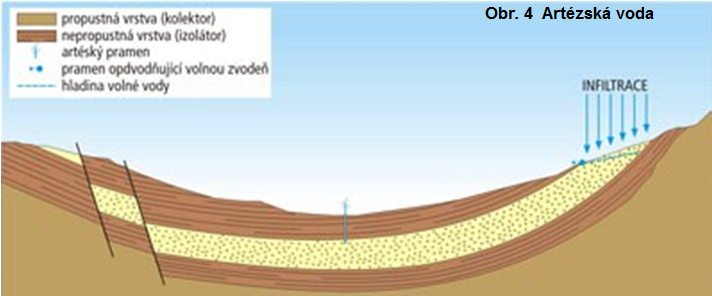 Obr. 4  Artézská voda
propustná vrstva (kolektor)
nepropustná vrstva (izolátor)
artéský pramen
pramen opdvodňující volnou zvodeň
hladina volné vody
INFILTRACE